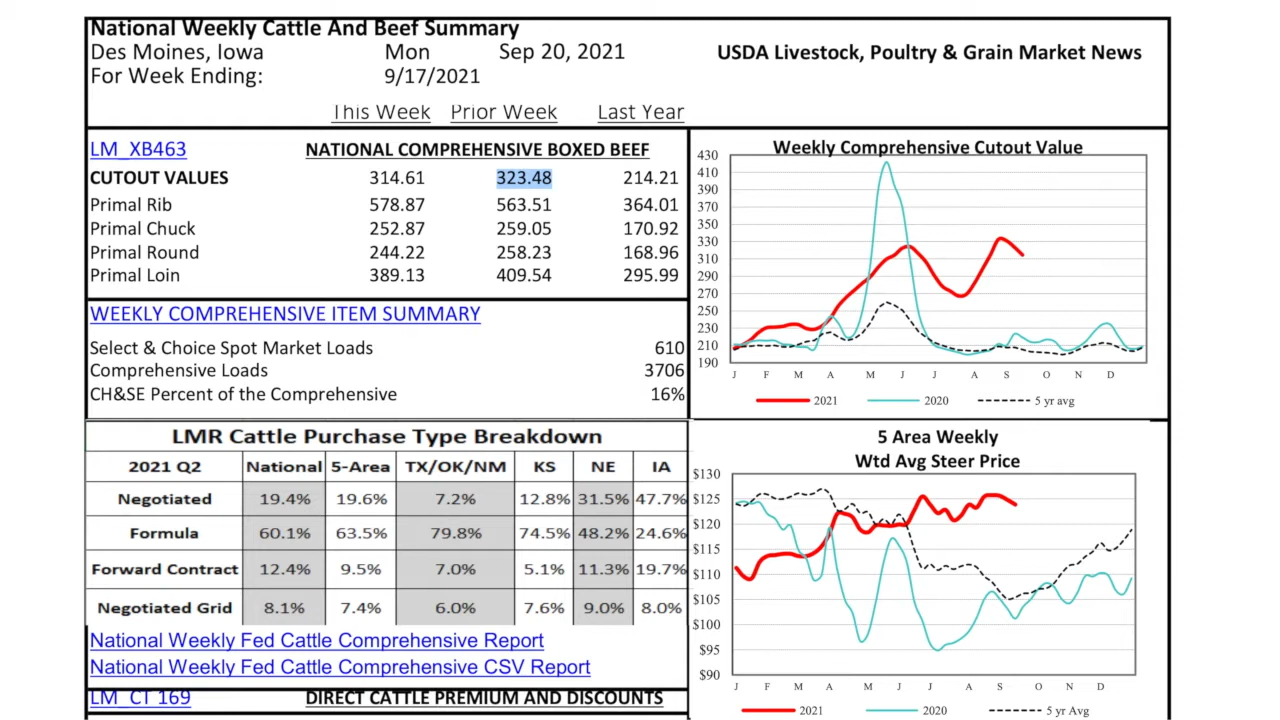 National Weekly Cattle And Beef Summary
Des Moines, Iowa Mon Sep 20, 2021 USDA Livestock, Poultry & Grain Market News
For Week Ending: 9/17/2021
This Week Prior Week Last Year
LM_XB463 NATIONAL COMPREHENSIVE BOXED BEEF
CUTOUT VALUES 314.61 323.48 214.21
Primal Rib 578.87 563.51 364.01
Primal Chuck 252.87 259.05 170.92
Primal Round 244.22 258.23 168.96
Primal Loin 389.13 409.54 295.99
WEEKLY COMPREHENSIVE ITEM SUMMARY
Select & Choice Spot Market Loads 610
Comprehensive Loads 3706
CH&SE Percent of the Comprehensive 16%
Weekly Comprehensive Cutout Value
430
410
390
370
350
330
310
290
270
250
230
210
190
J F M A M J J A S O N D
2021 2020 5 yr avg
LMR Cattle Purchase Type Breakdown
2021 Q2 National 5-Area TX/OK/NM KS NE IA
Negotiated 19.4% 19.6% 7.2% 12.8% 31.5% 47.7%
Formula 60.1% 63.5% 79.8% 74.5% 48.2% 24.6%
Forward Contract 12.4% 9.5% 7.0% 5.1% 11.3% 19.7%
Negotiated Grid 8.1% 7.4% 6.0% 7.6% 9.0% 8.0%
National Weekly Fed Cattle Comprehensive Report
National Weekly Fed Cattle Comprehensive CSV Report
LM_CT 169 DIRECT CATTLE PREMIUM AND DISCOUNTS
5 Area Weekly
Wtd Avg Steer Price
$130
$125
$120
$115
$110
$105
$100
$95
$90
J F M A M J J A S O N D
2021 2020 5 yr Avg